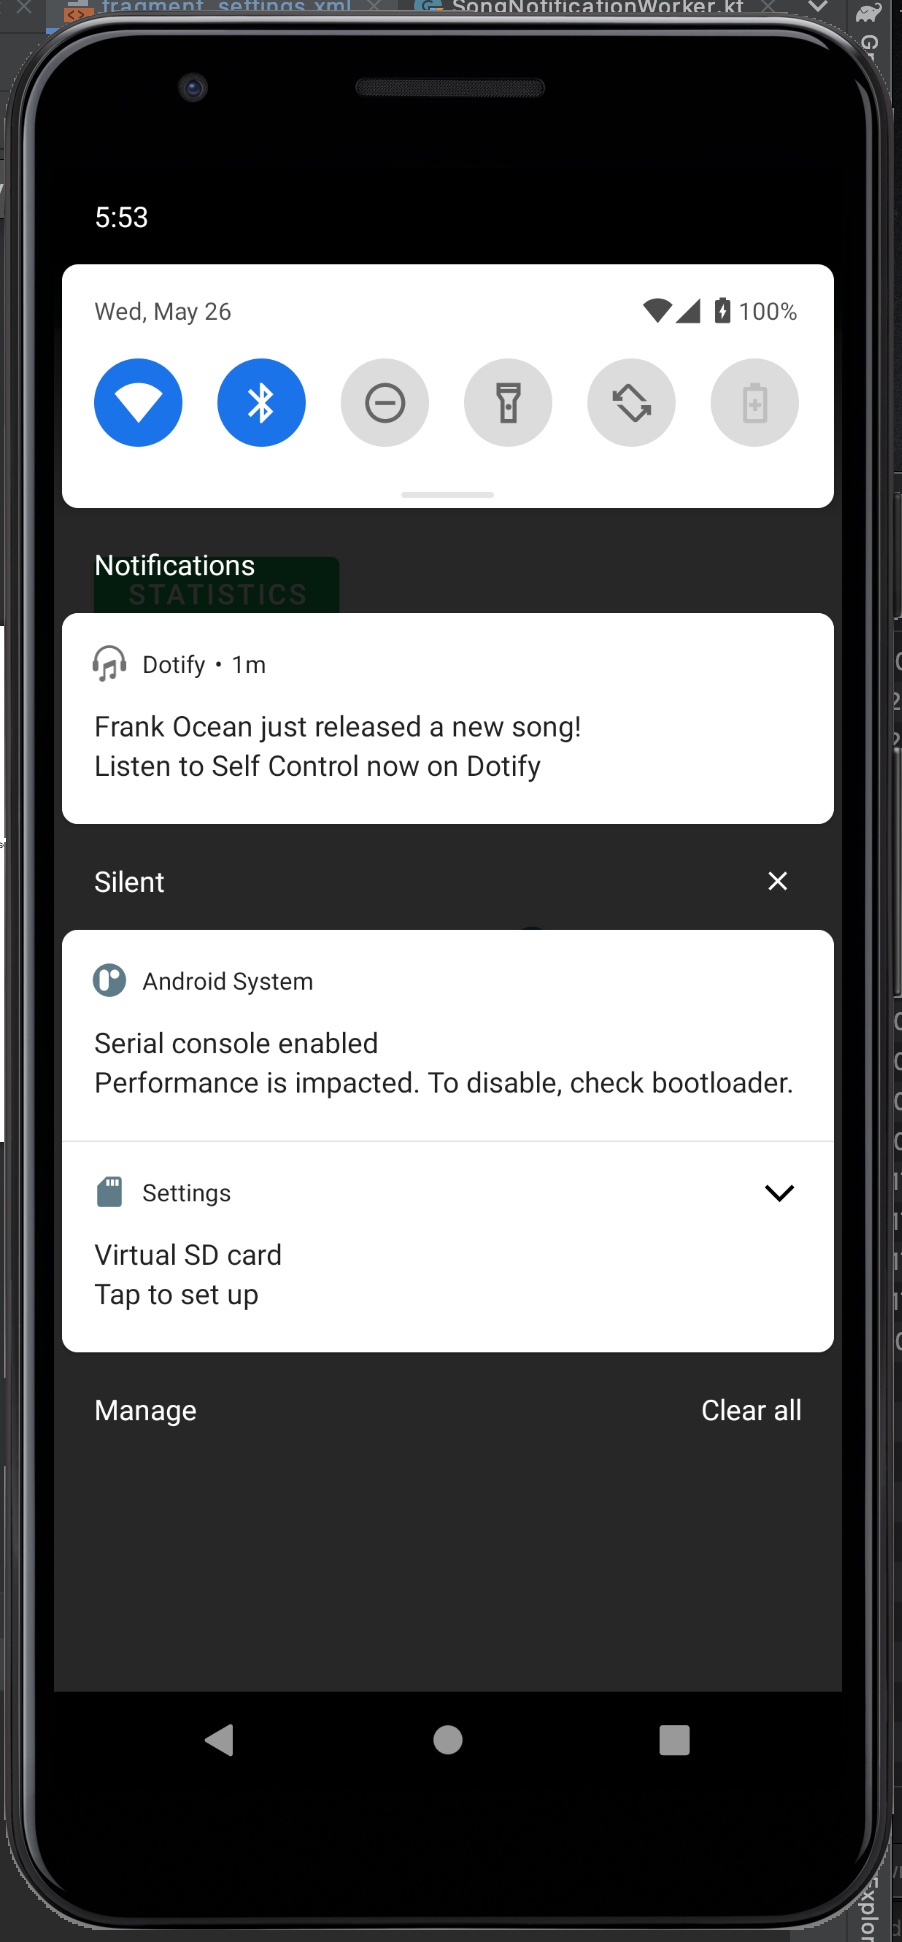 fragment_settings.xml
SongNotificationWorker.kt
5:53
Wed, May 26
100%
Notifications
STATISTICS
Dotify • 1m
Frank Ocean just released a new song!
Listen to Self Control now on Dotify
Silent
Android System
Serial console enabled
Performance is impacted. To disable, check bootloader.
Settings
Virtual SD card
Tap to set up
Manage
Clear all